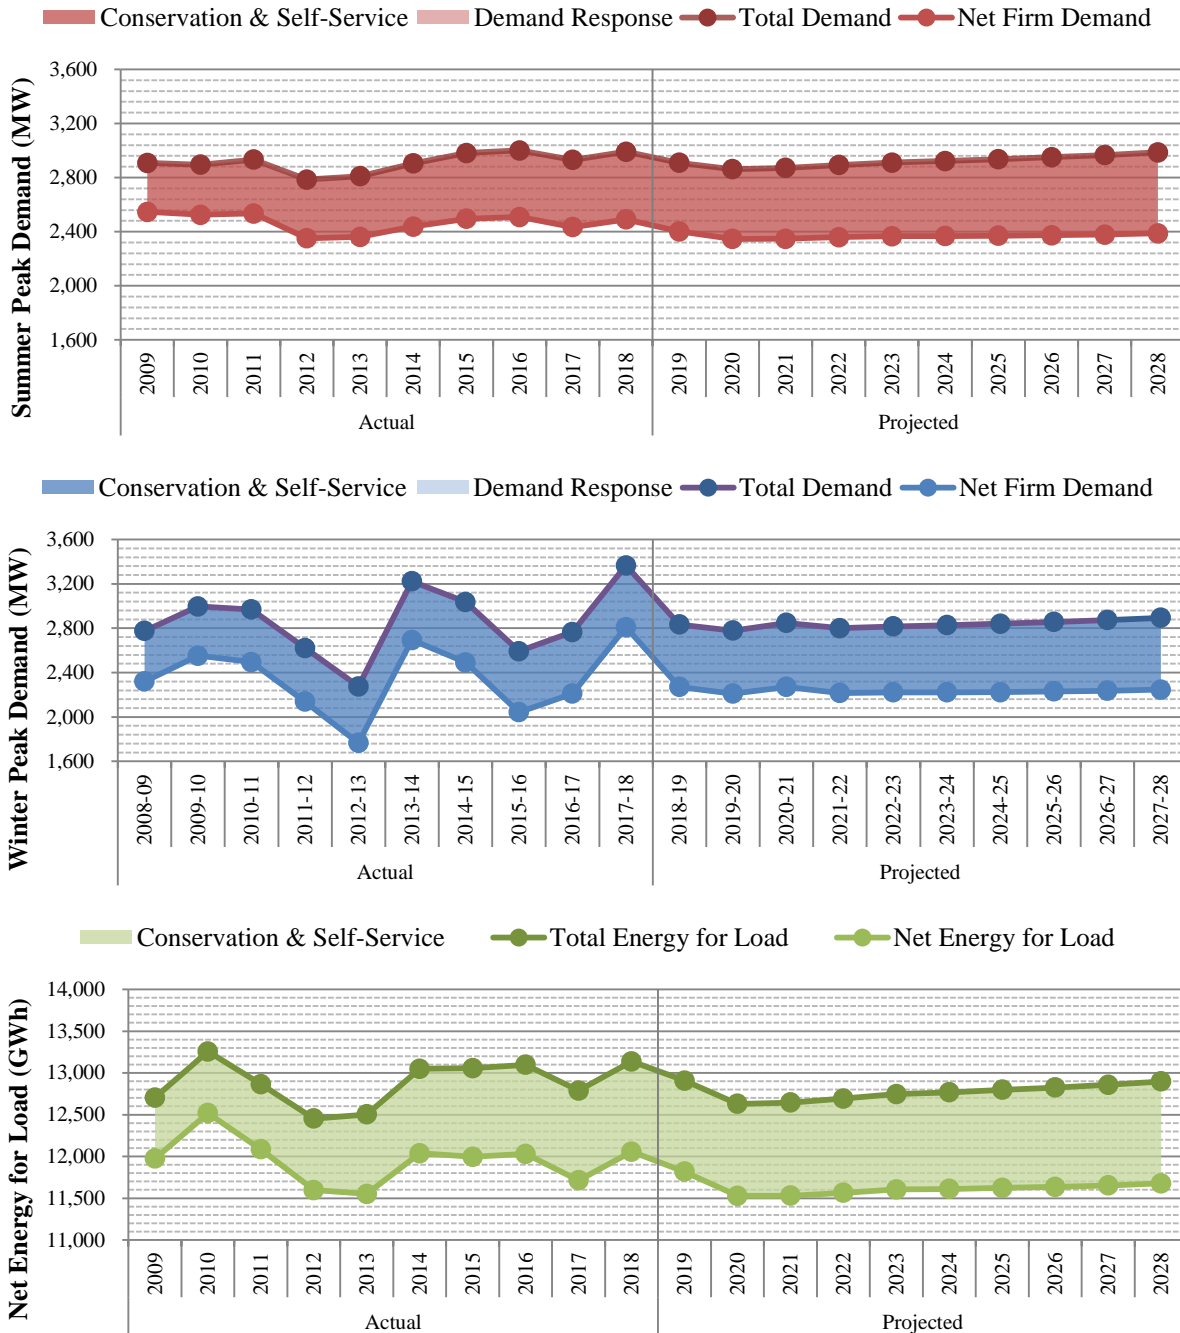 Conservation & Self-Service Demand Response Total Demand Net Firm Demand
Summer Peak Demand (MW)
3,600
3,200
2,800
2,400
2,000
1,600
2009 2010 2011 2012 2013 2014 2015 2016 2017 2018 2019 2020 2021 2022 2023 2024 2025 2026 2027 2028
Actual Projected
Conservation & Self-Service Demand Response Total Demand Net Firm Demand
Winter Peak Demand (MW)
3,600
3,200
2,800
2,400
2,000
1,600
2008-09 2009-10 2010-11 2011-12 2012-13 2013-14 2014-15 2015-16 2016-17 2017-18 2018-19 2019-20 2020-21 2021-22 2022-23 2023-24 2024-25 2025-26 2026-27 2027-28
Actual Projected
Conservation & Self-Service Total Energy for Load Net Energy for Load
Net Energy for Load (GWh)
14,000
13,500
13,000
12,500
12,000
11,500
11,000
2009 2010 2011 2012 2013 2014 2015 2016 2017 2018 2019 2020 2021 2022 2023 2024 2025 2026 2027 2028
Actual Projected